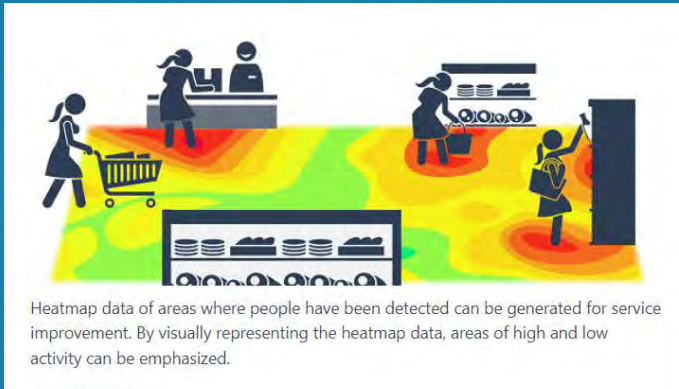 Heatmap data of areas where people have been detected can be generated for service
improvement. By visually representing the heatmap data, areas of high and low
activity can be emphasized.